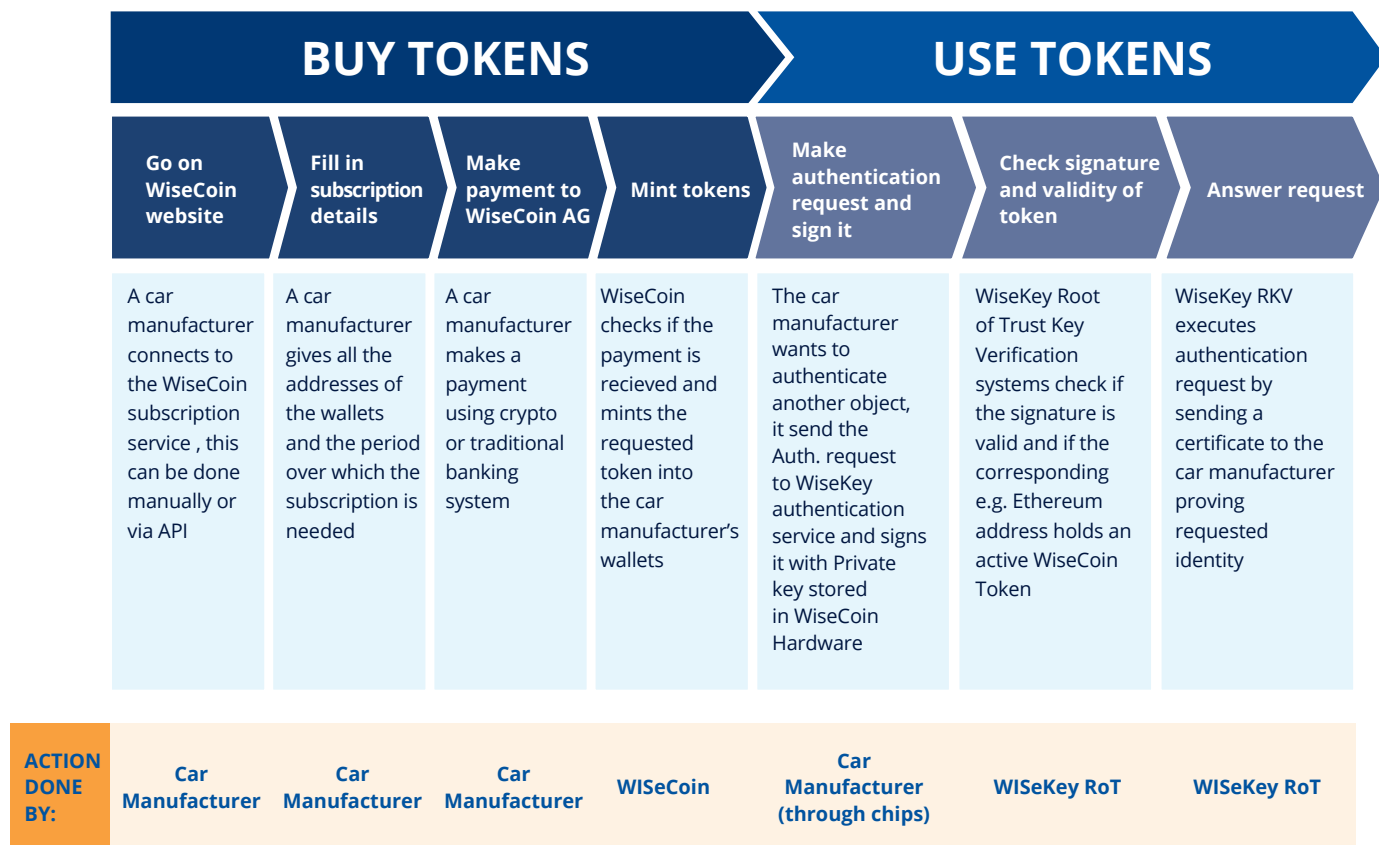 BUY TOKENS
USE TOKENS
Go on
WiseCoin
website
Fill in
subscription
details
Make
payment to
WiseCoin AG
Mint tokens
Make
authentication
request and
sign it
Check signature
and validity of
token
Answer request
A car
manufacturer
connects to
the WiseCoin
subscription
service , this
can be done
manually or
via API
A car
manufacturer
gives all the
addresses of
the wallets
and the period
over which the
subscription is
needed
A car
manufacturer
makes a
payment
using crypto
or traditional
banking
system
WiseCoin
checks if the
payment is
recieved and
mints the
requested
token into
the car
manufacturer’s
wallets
The car
manufacturer
wants to
authenticate
another object,
it send the
Auth. request
to WiseKey
authentication
service and signs
it with Private
key stored
in WiseCoin
Hardware
WiseKey Root
of Trust Key
Verification
systems check if
the signature is
valid and if the
corresponding
e.g. Ethereum
address holds an
active WiseCoin
Token
WiseKey RKV
executes
authentication
request by
sending a
certificate to the
car manufacturer
proving
requested
identity
ACTION
DONE
BY:
Car
Manufacturer
Car
Manufacturer
Car
Manufacturer
WISeCoin
Car
Manufacturer
(through chips)
WISeKey RoT
WISeKey RoT